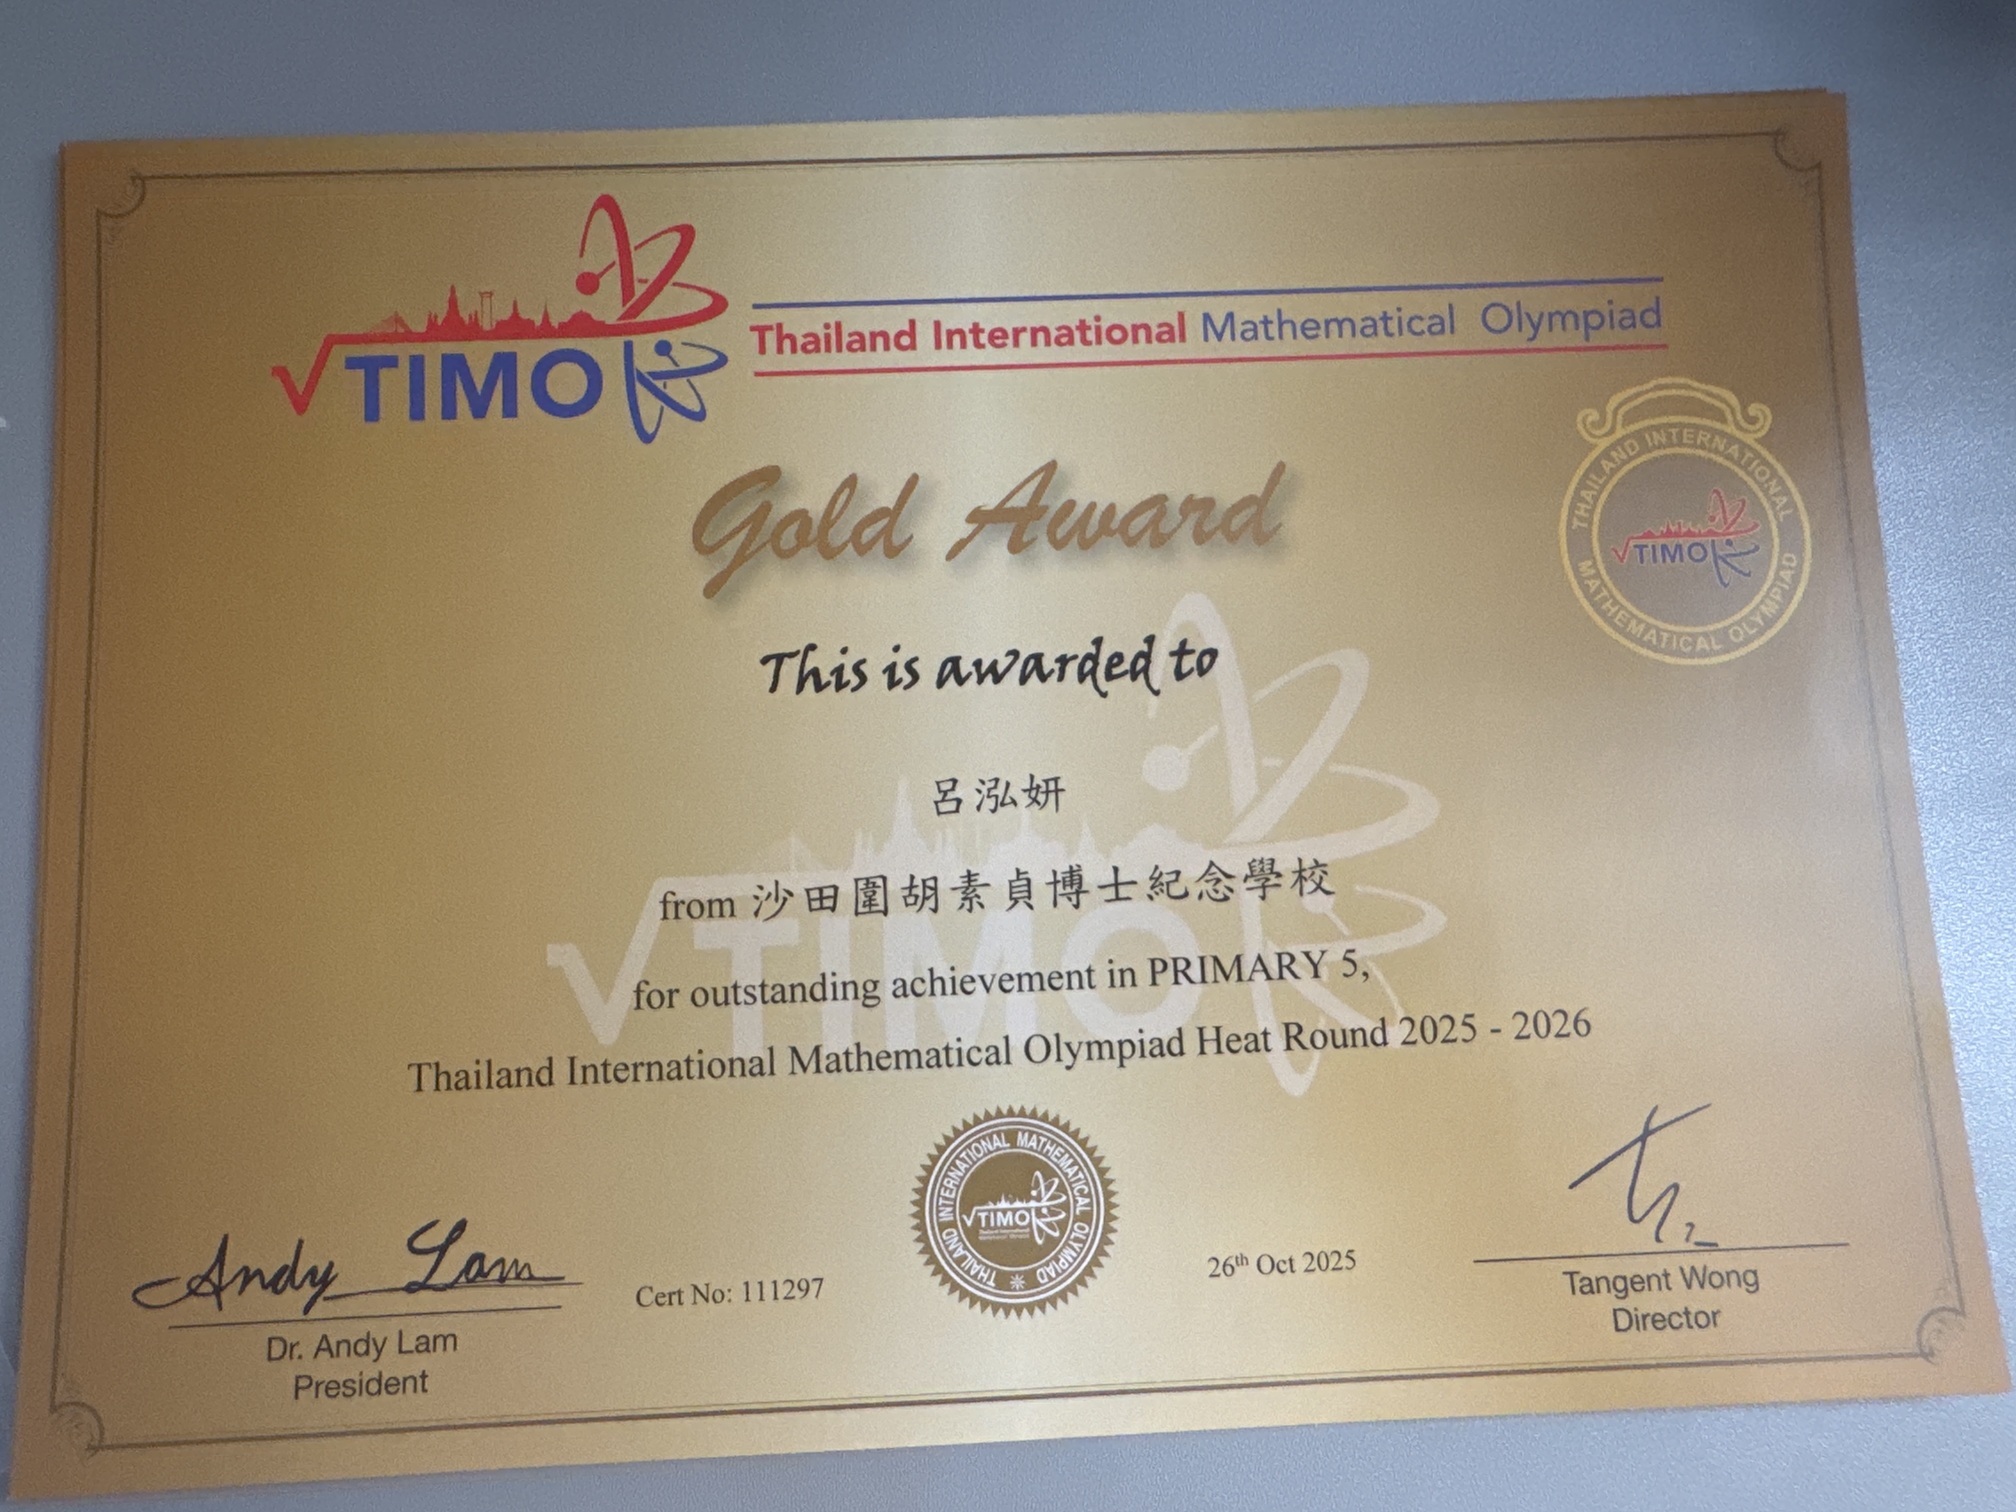 TIMO
Thailand International Mathematical Olympiad
THAILAND INTERNATIONAL
TIMO
MATHEMATICAL OLYMPIAD
Gold Award
This is awarded to
呂泓妍
from 沙田圍胡素貞博士紀念學校
for outstanding achievement in PRIMARY 5,
Thailand International Mathematical Olympiad Heat Round 2025 - 2026
TIMO
THAILAND INTERNATIONAL MATHEMATICAL OLYMPIAD
TIMO
Andy Lam
Cert No: 111297
26th Oct 2025
Dr. Andy Lam
President
Tangent Wong
Director